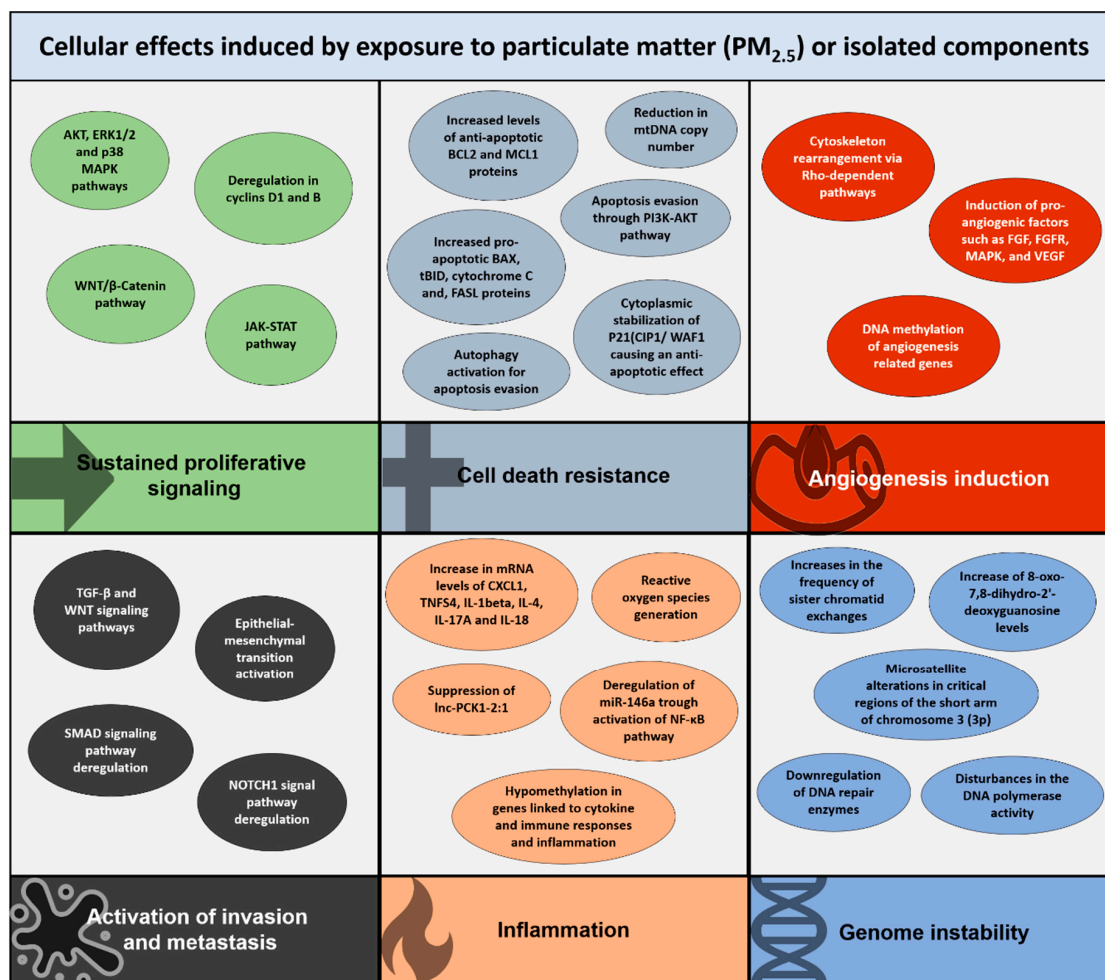 Cellular effects induced by exposure to particulate matter (PM2.5) or isolated components
AKT, ERK1/2
and p38
MAPK
pathways
Deregulation in
cyclins D1 and B
WNT/β-Catenin
pathway
JAK-STAT
pathway
Sustained proliferative
signaling
Increased levels
of anti-apoptotic
BCL2 and MCL1
proteins
Reduction in
mtDNA copy
number
Apoptosis evasion
through PI3K-AKT
pathway
Increased pro-
apoptotic BAX,
tBID, cytochrome C
and, FASL proteins
Cytoplasmic
stabilization of
P21(CIP1/ WAF1
causing an anti-
apoptotic effect
Autophagy
activation for
apoptosis evasion
Cell death resistance
Cytoskeleton
rearrangement via
Rho-dependent
pathways
Induction of pro-
angiogenic factors
such as FGF, FGFR,
MAPK, and VEGF
DNA methylation
of angiogenesis
related genes
Angiogenesis induction
TGF-β and
WNT signaling
pathways
Epithelial-
mesenchymal
transition
activation
SMAD signaling
pathway
deregulation
NOTCH1 signal
pathway
deregulation
Activation of invasion
and metastasis
Increase in mRNA
levels of CXCL1,
TNFS4, IL-1beta, IL-4,
IL-17A and IL-18
Reactive
oxygen species
generation
Suppression of
lnc-PCK1-2:1
Deregulation of
miR-146a trough
activation of NF-κB
pathway
Hypomethylation in
genes linked to cytokine
and immune responses
and inflammation
Inflammation
Increases in the
frequency of
sister chromatid
exchanges
Increase of 8-oxo-
7,8-dihydro-2'-
deoxyguanosine
levels
Microsatellite
alterations in critical
regions of the short arm
of chromosome 3 (3p)
Downregulation
of DNA repair
enzymes
Disturbances in the
DNA polymerase
activity
Genome instability